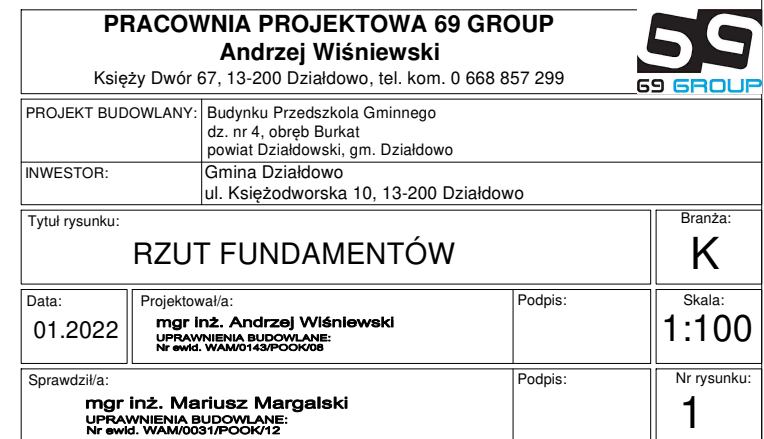 PRACOWNIA PROJEKTOWA 69 GROUP
Andrzej Wiśniewski
Księży Dwór 67, 13-200 Działdowo, tel. kom. 0 668 857 299
69 GROUP
PROJEKT BUDOWLANY:
Budynku Przedszkola Gminnego
dz. nr 4, obręb Burkat
powiat Działdowski, gm. Działdowo
INWESTOR:
Gmina Działdowo
ul. Księżodworska 10, 13-200 Działdowo
Tytuł rysunku:
RZUT FUNDAMENTÓW
Branża:
K
Data:
01.2022
Projektował/a:
mgr inż. Andrzej Wiśniewski
UPRAWNIENIA BUDOWLANE:
Nr ewid. WAM/0143/POOK/08
Podpis:
Skala:
1:100
Sprawdził/a:
mgr inż. Mariusz Margalski
UPRAWNIENIA BUDOWLANE:
Nr ewid. WAM/0031/POOK/12
Podpis:
Nr rysunku:
1